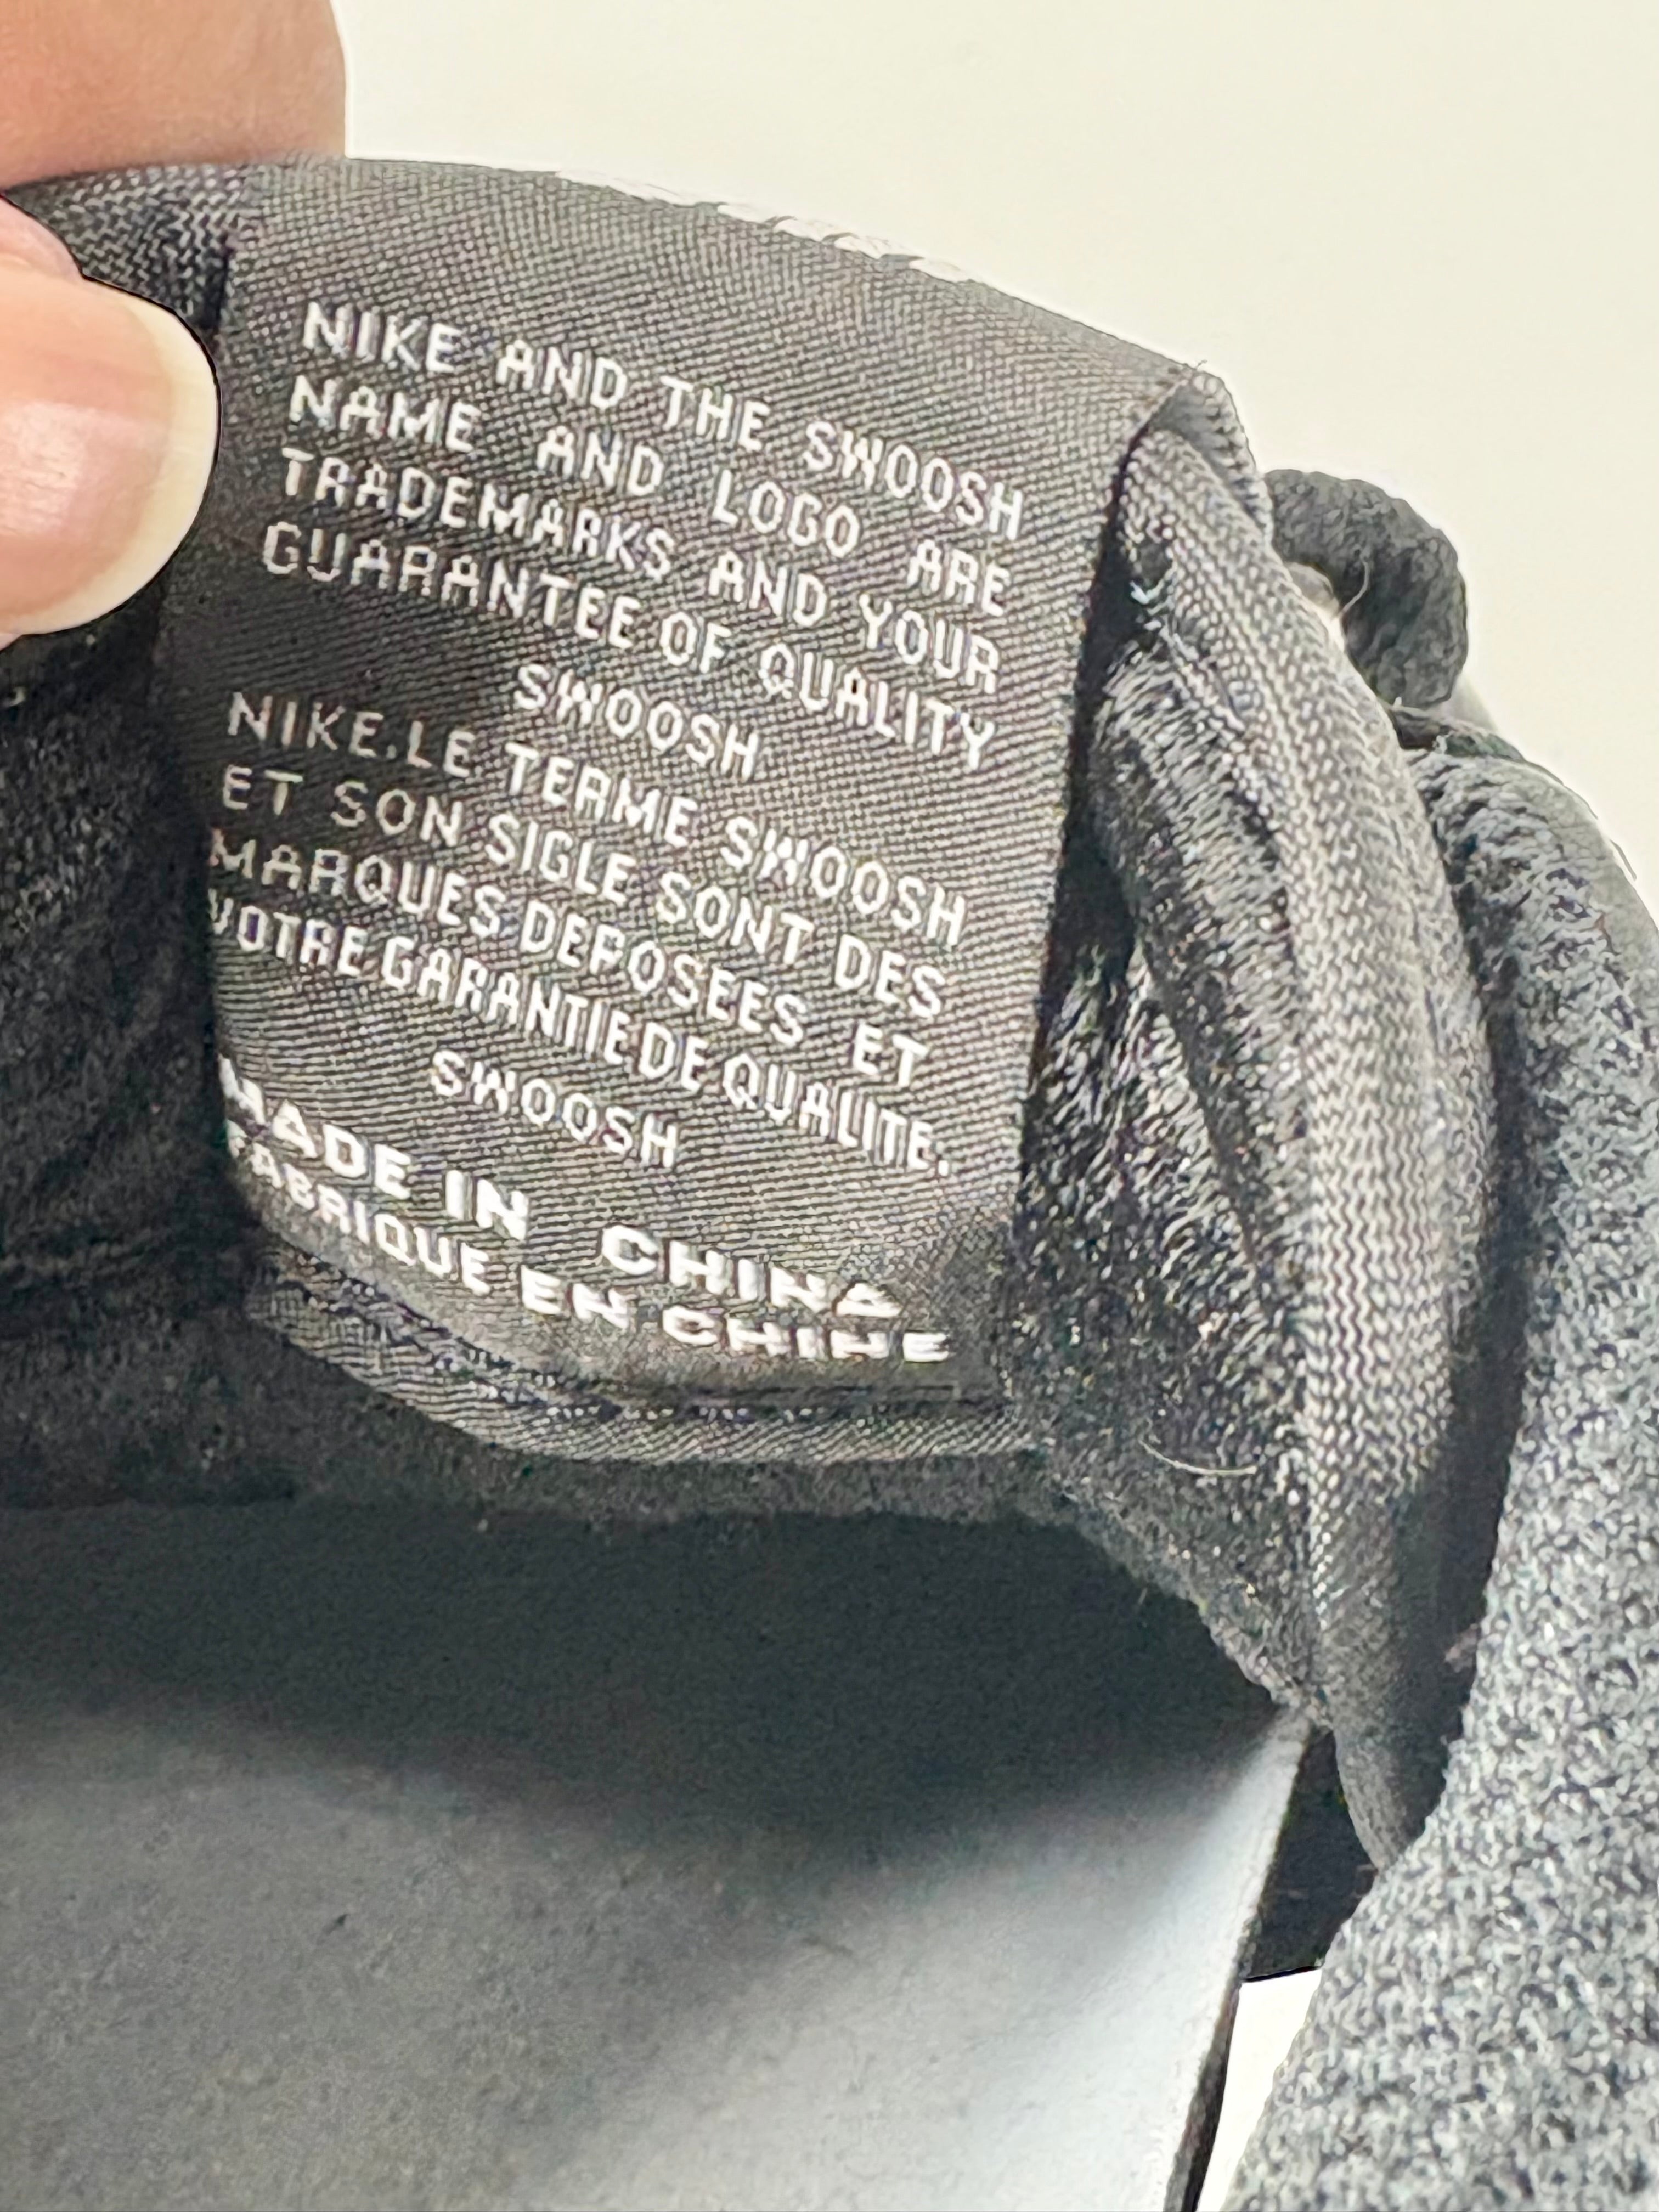 NIKE AND THE SWOOSH
NAME AND LOGO ARE
TRADEMARKS AND YOUR
GUARANTEE OF QUALITY
SWOOSH
NIKE.LE TERME SWOOSH
ET SON SIGLE SONT DES
MARQUES DEPOSEES ET
VOTRE GARANTIE DE QUALITE.
SWOOSH
MADE IN CHINA
FABRIQUE EN CHINE